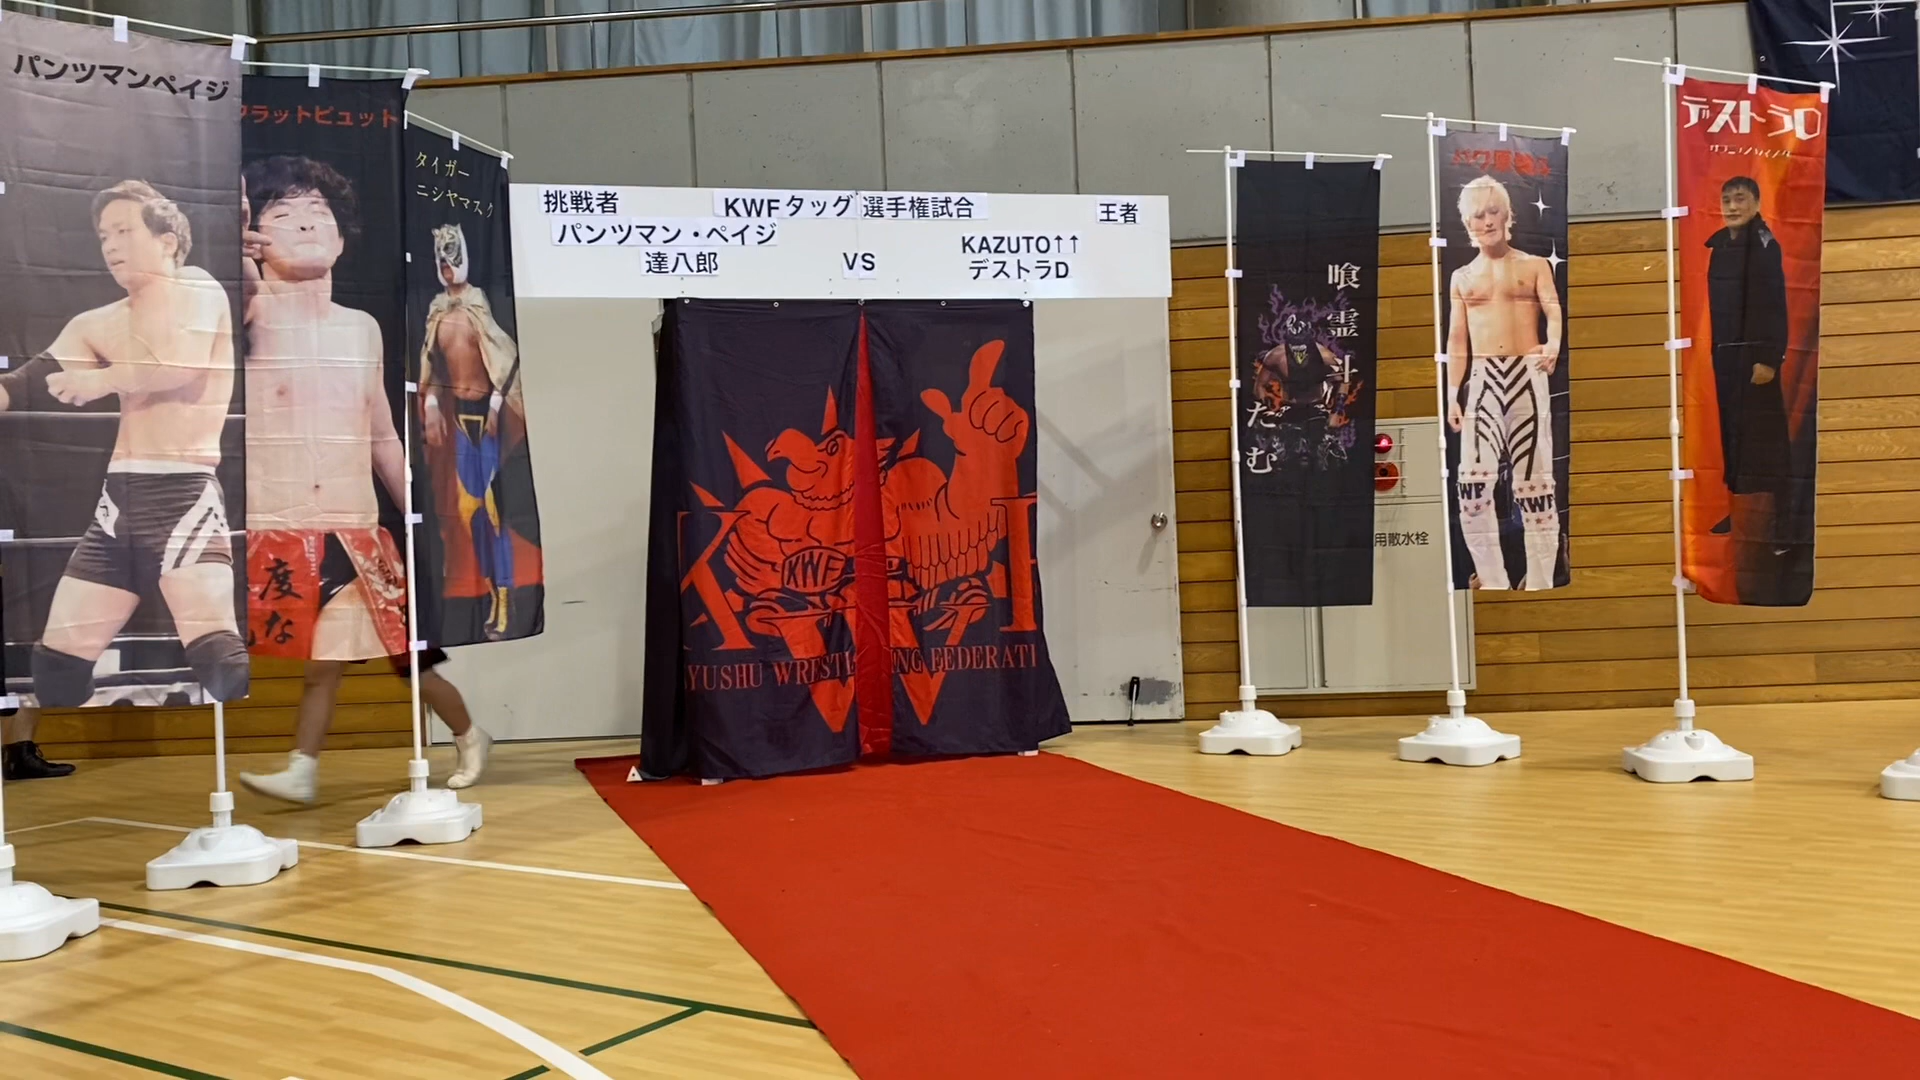 パンツマンペイジ
ラットピュット
タイガー
ニシヤマスク
挑戦者
KWFタッグ選手権試合
王者
パンツマン・ペイジ
達八郎
VS
KAZUTO↑↑
デストラD
KWF
YUSHU WRESTLING FEDERATI
喰霊斗
たむ
KWF
デストラD
用散水栓
度
な